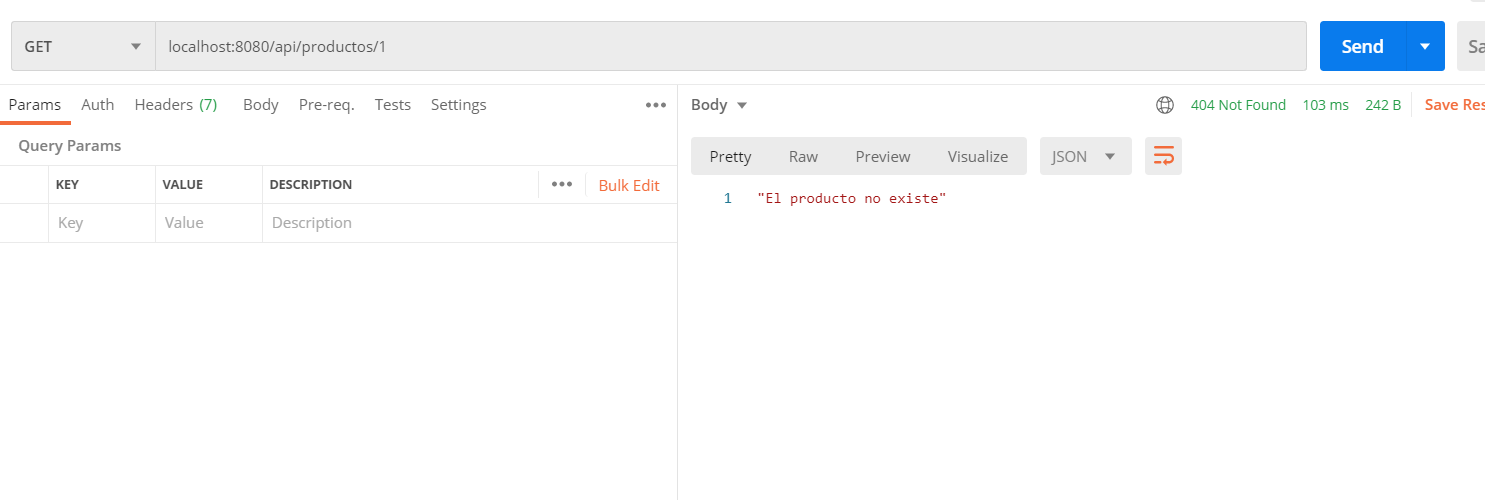 GET localhost:8080/api/productos/1 Send Sa
Params Auth Headers (7) Body Pre-req. Tests Settings ••• Body 404 Not Found 103 ms 242 B Save Res
Query Params
Pretty Raw Preview Visualize JSON
KEY VALUE DESCRIPTION ••• Bulk Edit
1 "El producto no existe"
Key Value Description